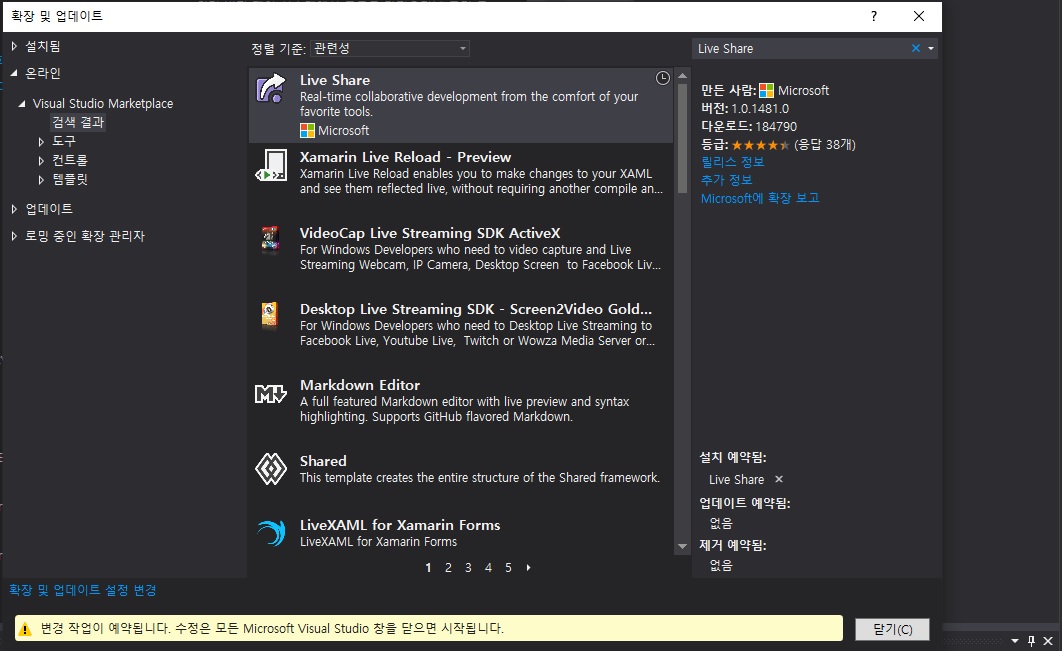 확장 및 업데이트
?
설치됨
온라인
Visual Studio Marketplace
검색 결과
도구
컨트롤
템플릿
업데이트
로밍 중인 확장 관리자
확장 및 업데이트 설정 변경
정렬 기준: 관련성
Live Share
Real-time collaborative development from the comfort of your
favorite tools.
Microsoft
Xamarin Live Reload - Preview
Xamarin Live Reload enables you to make changes to your XAML
and see them reflected live, without requiring another compile an...
VideoCap Live Streaming SDK ActiveX
For Windows Developers who need to video capture and Live
Streaming Webcam, IP Camera, Desktop Screen to Facebook Liv...
Desktop Live Streaming SDK - Screen2Video Gold...
For Windows Developers who need to Desktop Live Streaming to
Facebook Live, Youtube Live, Twitch or Wowza Media Server or...
Markdown Editor
A full featured Markdown editor with live preview and syntax
highlighting. Supports GitHub flavored Markdown.
Shared
This template creates the entire structure of the Shared framework.
LiveXAML for Xamarin Forms
LiveXAML for Xamarin Forms
1 2 3 4 5
Live Share
만든 사람: Microsoft
버전: 1.0.1481.0
다운로드: 184790
등급: (응답 38개)
릴리스 정보
추가 정보
Microsoft에 확장 보고
설치 예약됨:
Live Share
업데이트 예약됨:
없음
제거 예약됨:
없음
변경 작업이 예약됩니다. 수정은 모든 Microsoft Visual Studio 창을 닫으면 시작됩니다.
닫기(C)